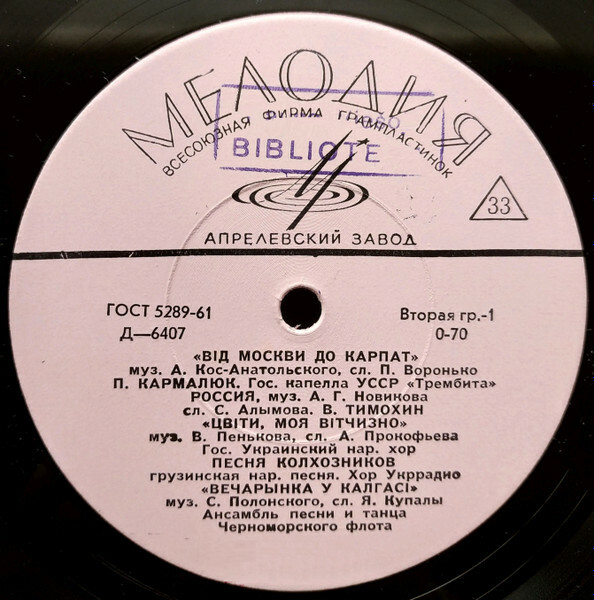 МЕЛОДИЯ
ВСЕСОЮЗНАЯ ФИРМА ГРАМПЛАСТИНОК
BIBLIOTE
33
АПРЕЛЕВСКИЙ ЗАВОД
ГОСТ 5289-61
Вторая гр.-1
Д—6407
0-70
«ВІД МОСКВИ ДО КАРПАТ»
муз. А. Кос-Анатольского, сл. П. Воронько
П. КАРМАЛЮК. Гос. капелла УССР «Трембита»
РОССИЯ, муз. А. Г. Новикова
сл. С. Алымова. В. ТИМОХИН
«ЦВІТИ, МОЯ ВІТЧИЗНО»
муз. В. Пенькова, сл. А. Прокофьева
Гос. Украинский нар. хор
ПЕСНЯ КОЛХОЗНИКОВ
грузинская нар. песня. Хор Укррадио
«ВЕЧАРЫНКА У КАЛГАСІ»
муз. С. Полонского, сл. Я. Купалы
Ансамбль песни и танца
Черноморского флота